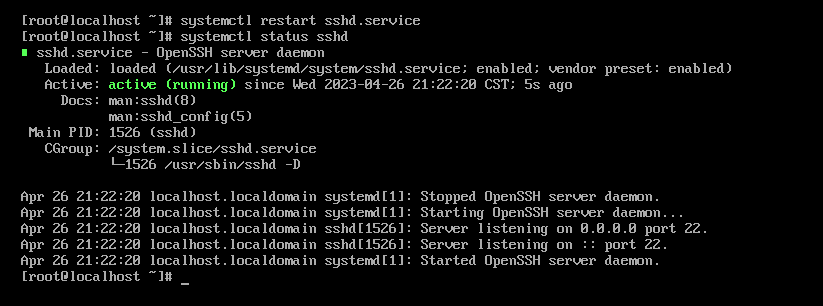 [root@localhost ~]# systemctl restart sshd.service
[root@localhost ~]# systemctl status sshd
sshd.service - OpenSSH server daemon
Loaded: loaded (/usr/lib/systemd/system/sshd.service; enabled; vendor preset: enabled)
Active: active (running) since Wed 2023-04-26 21:22:20 CST; 5s ago
Docs: man:sshd(8)
man:sshd_config(5)
Main PID: 1526 (sshd)
CGroup: /system.slice/sshd.service
└─1526 /usr/sbin/sshd -D
Apr 26 21:22:20 localhost.localdomain systemd[1]: Stopped OpenSSH server daemon.
Apr 26 21:22:20 localhost.localdomain systemd[1]: Starting OpenSSH server daemon...
Apr 26 21:22:20 localhost.localdomain sshd[1526]: Server listening on 0.0.0.0 port 22.
Apr 26 21:22:20 localhost.localdomain sshd[1526]: Server listening on :: port 22.
Apr 26 21:22:20 localhost.localdomain systemd[1]: Started OpenSSH server daemon.
[root@localhost ~]# _